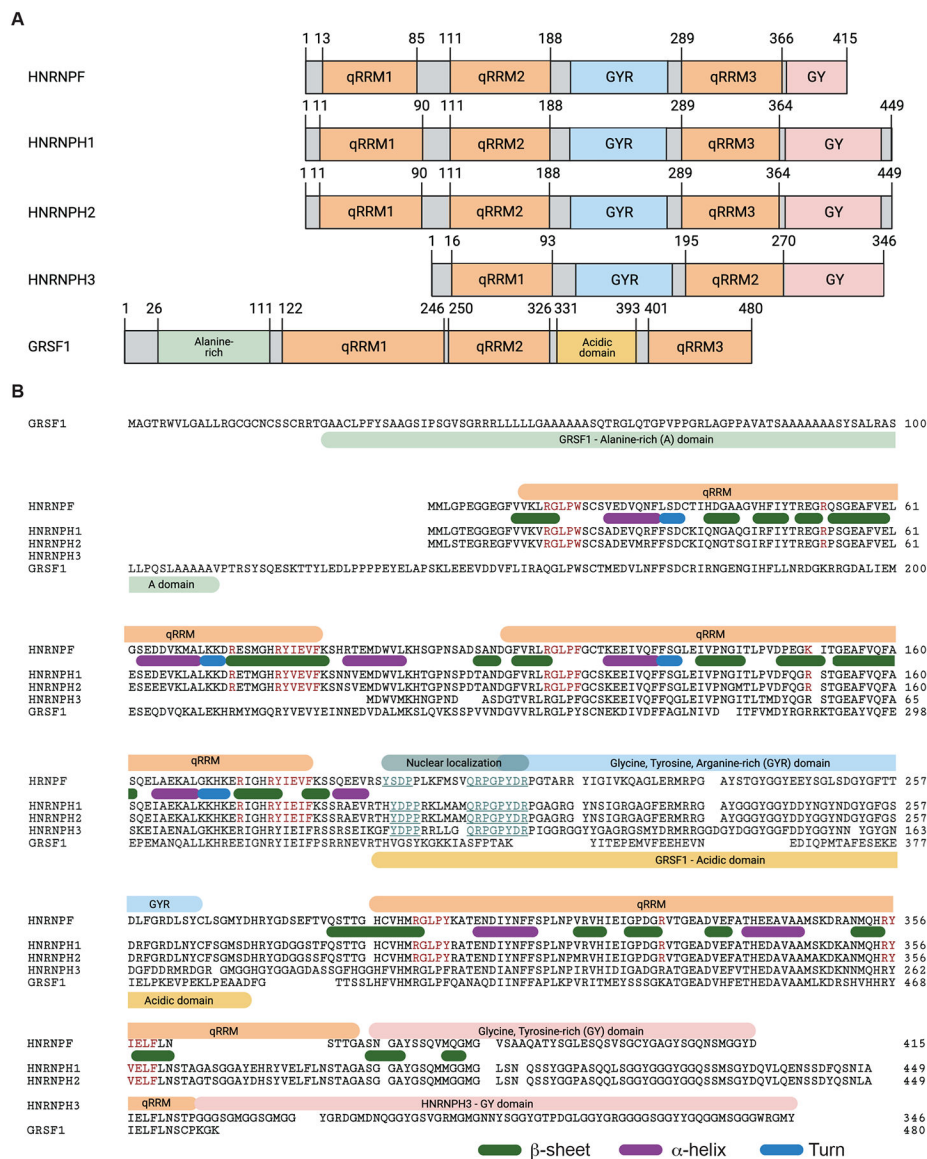 A
1 13 85 111 188 289 366 415
HNRNPF qRRM1 qRRM2 GYR qRRM3 GY
1 11 90 111 188 289 364 449
HNRNPH1 qRRM1 qRRM2 GYR qRRM3 GY
1 11 90 111 188 289 364 449
HNRNPH2 qRRM1 qRRM2 GYR qRRM3 GY
1 16 93 195 270 346
HNRNPH3 qRRM1 GYR qRRM2 GY
1 26 111 122 246 250 326 331 393 401 480
GRSF1 Alanine-rich qRRM1 qRRM2 Acidic domain qRRM3
B
GRSF1 MAGTRWVLGALLRGCGCNCSSCRRTGAACLPFYSAAGSIPSGVSGRRRLLLLLGAAAAAASQTRGLQTGPVPPGRLAGPPAVATSAAAAAAASYSALRAS 100
GRSF1 - Alanine-rich (A) domain
qRRM
HNRNPF MMLGPEGGEGFVVKLRGLPWSCSVEDVQNFLSDCTIHDGAAGVHFIYTREGRQSGEAFVEL 61
HNRNPH1 MMLGTEGGEGFVVKVRGLPWSCSADEVQRFFSDCKIQNGAQGIRFIYTREGRPSGEAFVEL 61
HNRNPH2 MMLSTEGREGFVVKVRGLPWSCSADEVMRFFSDCKIQNGTSGIRFIYTREGRPSGEAFVEL 61
HNRNPH3
GRSF1 LLPQSLAAAAAVPTRSYSQESKTTYLEDLPPPPEYELAPSKLEEEVDDVFLIRAQGLPWSCTMEDVLNFFSDCRIRNGENGIHFLLNRDGKRRGDALIEM 200
A domain
qRRM qRRM
HNRNPF GSEDDVKMALKKDRESMGHRYIEVFKSHRTEMDWVLKHSGPNSADSANDGFVRLRGLPFGCTKEEIVQFFSGLEIVPNGITLPVDPEGK ITGEAFVQFA 160
HNRNPH1 ESEDEVKLALKKDRETMGHRYVEVFKSNNVEMDWVLKHTGPNSPDTANDGFVRLRGLPFGCSKEEIVQFFSGLEIVPNGITLPVDFQGR STGEAFVQFA 160
HNRNPH2 ESEEEVKLALKKDRETMGHRYVEVFKSNSVEMDWVLKHTGPNSPDTANDGFVRLRGLPFGCSKEEIVQFFSGLEIVPNGMTLPVDFQGR STGEAFVQFA 160
HNRNPH3 MDWVMKHNGPND ASDGTVRLRGLPFGCSKEEIVQFFQGLEIVPNGITLTMDYQGR STGEAFVQFA 65
GRSF1 ESEQDVQKALEKHRMYMGQRYVEVYEINNEDVDALMKSLQVKSSPVVNDGVVRLRGLPYSCNEKDIVDFFAGLNIVD ITFVMDYRGRRKTGEAYVQFE 298
qRRM Nuclear localization Glycine, Tyrosine, Arganine-rich (GYR) domain
HRNPF SQELAEKALGKHKERIGHRYIEVFKSSQEEVRSYSDPPLKFMSVQRPGPYDRPGTARR YIGIVKQAGLERMRPG AYSTGYGGYEEYSGLSDGYGFTT 257
HNRNPH1 SQEIAEKALKKHKERIGHRYIEIFKSSRAEVRTHYDPPRKLMAMQRPGPYDRPGAGRG YNSIGRGAGFERMRRG AYGGGYGGYDDYNGYNDGYGFGS 257
HNRNPH2 SQEIAEKALKKHKERIGHRYIEIFKSSRAEVRTHYDPPRKLMAMQRPGPYDRPGAGRG YNSIGRGAGFERMRRG AYGGGYGGYDDYGGYNDGYGFGS 257
HNRNPH3 SKEIAENALGKHKERIGHRYIEIFRSSRSEIKGFYDPPRRLLG QRPGPYDRPIGGRGGYYGAGRGSMYDRMRRGGDGYDGGYGGFDDYGGYNN YGYGN 163
GRSF1 EPEMANQALLKHREEIGNRYIEIFPSRRNEVRTHVGSYKGKKIASFPTAK YITEPEMVFEEHEVN EDIQPMTAFESEKE 377
GRSF1 - Acidic domain
GYR qRRM
HNRNPF DLFGRDLSYCLSGMYDHRYGDSEFTVQSTTG HCVHMRGLPYKATENDIYNFFSPLNPVRVHIEIGPDGRVTGEADVEFATHEEAVAAMSKDRANMQHRY 356
HNRNPH1 DRFGRDLNYCFSGMSDHRYGDGGSTFQSTTG HCVHMRGLPYRATENDIYNFFSPLNPVRVHIEIGPDGRVTGEADVEFATHEDAVAAMSKDKANMQHRY 356
HNRNPH2 DRFGRDLNYCFSGMSDHRYGDGGSSFQSTTG HCVHMRGLPYRATENDIYNFFSPLNPMRVHIEIGPDGRVTGEADVEFATHEDAVAAMAKDKANMQHRY 356
HNRNPH3 DGFDDRMRDGR GMGGHGYGGAGDASSGFHGGHFVHMRGLPFRATENDIANFFSPLNPIRVHIDIGADGRATGEADVEFVTHEDAVAAMSKDKNNMQHRY 262
GRSF1 IELPKEVPEKLPEAADFG TTSSLHFVHMRGLPFQANAQDIINFFAPLKPVRITMEYSSSGKATGEADVHFETHEDAVAAMLKDRSHVHHRY 468
Acidic domain
qRRM Glycine, Tyrosine-rich (GY) domain
HNRNPF IELFLN STTGASN GAYSSQVMQGMG VSAAQATYSGLESQSVSGCYGAGYSGQNSMGGYD 415
HNRNPH1 VELFLNSTAGASGGAYEHRYVELFLNSTAGASG GAYGSQMMGGMG LSN QSSYGGPASQQLSGGYGGGYGGQSSMSGYDQVLQENSSDFQSNIA 449
HNRNPH2 VELFLNSTAGTSGGAYDHSYVELFLNSTAGASG GAYGSQMMGGMG LSN QSSYGGPASQQLSGGYGGGYGGQSSMSGYDQVLQENSSDYQSNLA 449
qRRM HNRNPH3 - GY domain
HNRNPH3 IELFLNSTPGGGSGMGGSGMGG YGRDGMDNQGGYGSVGRMGMGNNYSGGYGTPDGLGGYGRGGGGSGGYYGQGGMSGGGWRGMY 346
GRSF1 IELFLNSCPKGK 480
β-sheet α-helix Turn